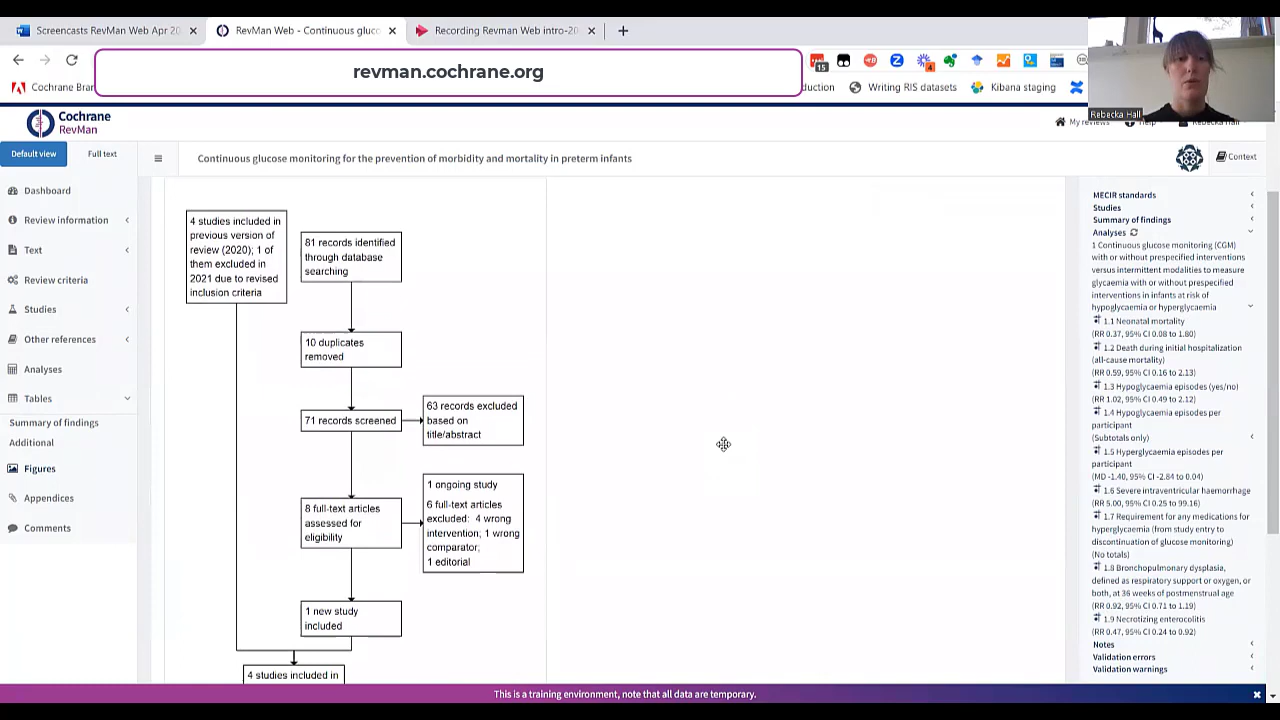 Screencasts RevMan Web Apr 20
RevMan Web - Continuous gluco
Recording Revman Web intro-20
revman.cochrane.org
15
4
Cochrane Bran
duction
Writing RIS datasets
Kibana staging
Rebecka Hall
Cochrane
RevMan
My reviews
Help
Rebecka Hall
Default view
Full text
Continuous glucose monitoring for the prevention of morbidity and mortality in preterm infants
Context
Dashboard
Review information
Text
Review criteria
Studies
Other references
Analyses
Tables
Summary of findings
Additional
Figures
Appendices
Comments
4 studies included in
previous version of
review (2020); 1 of
them excluded in
2021 due to revised
inclusion criteria
81 records identified
through database
searching
10 duplicates
removed
71 records screened
63 records excluded
based on
title/abstract
8 full-text articles
assessed for
eligibility
1 ongoing study
6 full-text articles
excluded: 4 wrong
intervention; 1 wrong
comparator;
1 editorial
1 new study
included
4 studies included in
MECIR standards
Studies
Summary of findings
Analyses
1 Continuous glucose monitoring (CGM)
with or without prespecified interventions
versus intermittent modalities to measure
glycaemia with or without prespecified
interventions in infants at risk of
hypoglycaemia or hyperglycaemia
1.1 Neonatal mortality
(RR 0.37, 95% CI 0.08 to 1.80)
1.2 Death during initial hospitalization
(all-cause mortality)
(RR 0.59, 95% CI 0.16 to 2.13)
1.3 Hypoglycaemia episodes (yes/no)
(RR 1.02, 95% CI 0.49 to 2.12)
1.4 Hypoglycaemia episodes per
participant
(Subtotals only)
1.5 Hyperglycaemia episodes per
participant
(MD -1.40, 95% CI -2.84 to 0.04)
1.6 Severe intraventricular haemorrhage
(RR 5.00, 95% CI 0.25 to 99.16)
1.7 Requirement for any medications for
hyperglycaemia (from study entry to
discontinuation of glucose monitoring)
(No totals)
1.8 Bronchopulmonary dysplasia,
defined as respiratory support or oxygen, or
both, at 36 weeks of postmenstrual age
(RR 0.92, 95% CI 0.71 to 1.19)
1.9 Necrotizing enterocolitis
(RR 0.47, 95% CI 0.24 to 0.92)
Notes
Validation errors
Validation warnings
This is a training environment, note that all data are temporary.